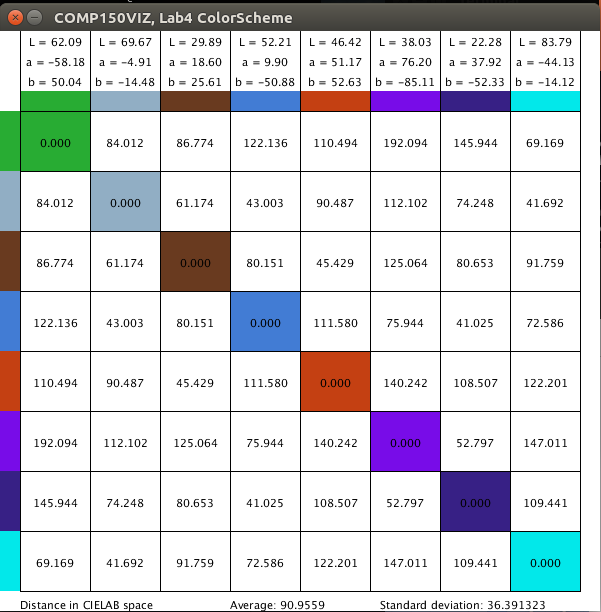 COMP150VIZ, Lab4 ColorScheme
L = 62.09 L = 69.67 L = 29.89 L = 52.21 L = 46.42 L = 38.03 L = 22.28 L = 83.79
a = −58.18 a = −4.91 a = 18.60 a = 9.90 a = 51.17 a = 76.20 a = 37.92 a = −44.13
b = 50.04 b = −14.48 b = 25.61 b = −50.88 b = 52.63 b = −85.11 b = −52.33 b = −14.12
0.000 84.012 86.774 122.136 110.494 192.094 145.944 69.169
84.012 0.000 61.174 43.003 90.487 112.102 74.248 41.692
86.774 61.174 0.000 80.151 45.429 125.064 80.653 91.759
122.136 43.003 80.151 0.000 111.580 75.944 41.025 72.586
110.494 90.487 45.429 111.580 0.000 140.242 108.507 122.201
192.094 112.102 125.064 75.944 140.242 0.000 52.797 147.011
145.944 74.248 80.653 41.025 108.507 52.797 0.000 109.441
69.169 41.692 91.759 72.586 122.201 147.011 109.441 0.000
Distance in CIELAB space Average: 90.9559 Standard deviation: 36.391323